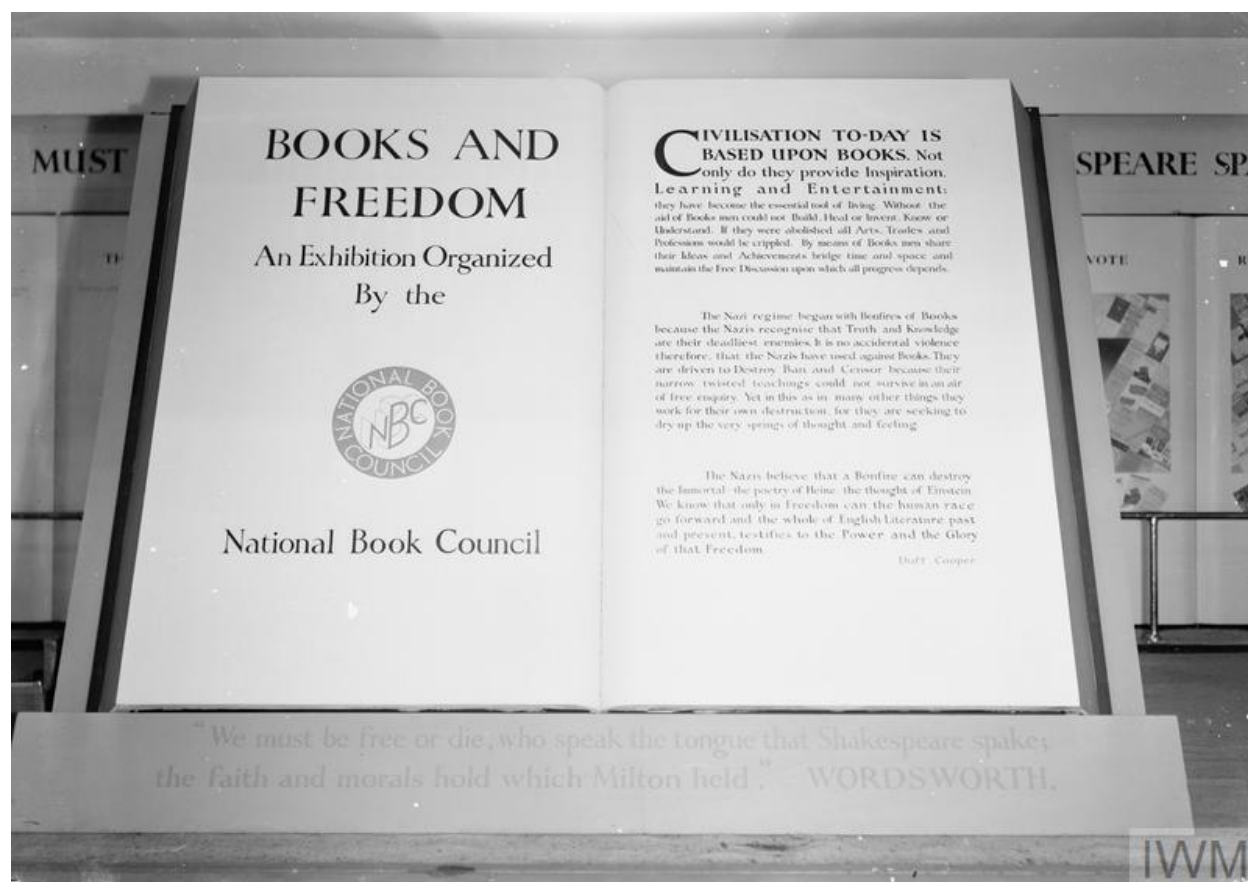 MUST
TH
BOOKS AND
FREEDOM
An Exhibition Organized
By the
NATIONAL BOOK COUNCIL
NBC
National Book Council
CIVILISATION TO-DAY IS
BASED UPON BOOKS. Not
only do they provide Inspiration,
Learning and Entertainment:
they have become the essential tool of living. Without the
aid of Books men could not Build, Heal or Invent, Know or
Understand. If they were abolished all Arts, Trades and
Professions would be crippled. By means of Books men share
their Ideas and Achievements bridge time and space and
maintain the Free Discussion upon which all progress depends.
The Nazi regime began with Bonfires of Books
because the Nazis recognise that Truth and Knowledge
are their deadliest enemies. It is no accidental violence
therefore, that the Nazis have used against Books. They
are driven to Destroy Ban and Censor because their
narrow twisted teachings could not survive in an air
of free enquiry. Yet in this as in many other things they
work for their own destruction, for they are seeking to
dry up the very springs of thought and feeling
The Nazis believe that a Bonfire can destroy
the Immortal the poetry of Heine, the thought of Einstein
We know that only in Freedom can the human race
go forward and the whole of English Literature past
and present, testifies to the Power and the Glory
of that Freedom
Duff Cooper
SPEARE SPA
VOTE
R
"We must be free or die, who speak the tongue that Shakespeare spake;
the faith and morals hold which Milton held." WORDSWORTH.
IWM